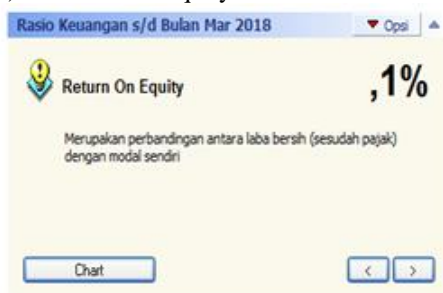 Rasio Keuangan s/d Bulan Mar 2018
Opsi
Return On Equity
,1%
Merupakan perbandingan antara laba bersih (sesudah pajak)
dengan modal sendiri
Chart
< >